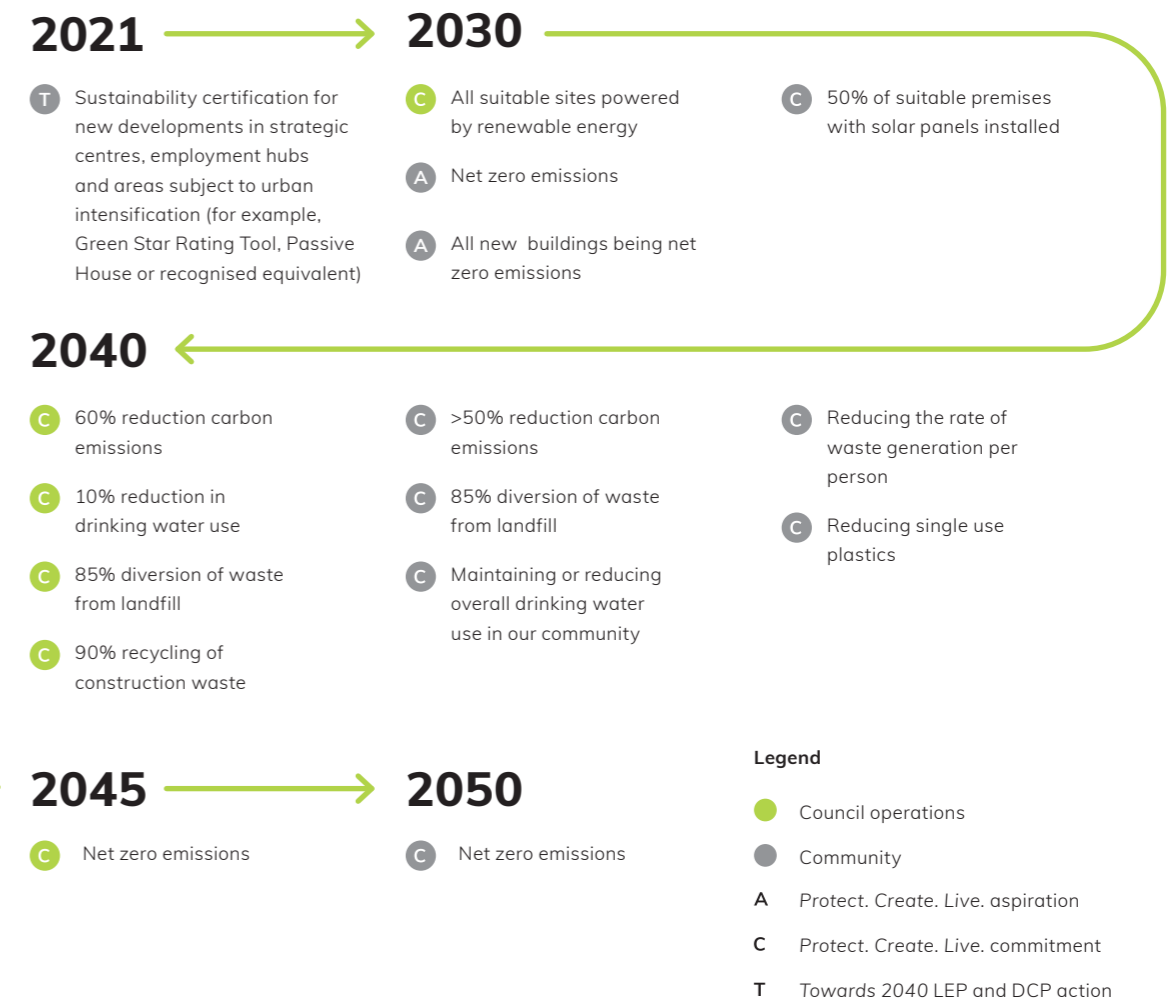 2021
T
Sustainability certification for
new developments in strategic
centres, employment hubs
and areas subject to urban
intensification (for example,
Green Star Rating Tool, Passive
House or recognised equivalent)
2030
C
All suitable sites powered
by renewable energy
A
Net zero emissions
A
All new buildings being net
zero emissions
C
50% of suitable premises
with solar panels installed
2040
C
60% reduction carbon
emissions
C
10% reduction in
drinking water use
C
85% diversion of waste
from landfill
C
90% recycling of
construction waste
C
>50% reduction carbon
emissions
C
85% diversion of waste
from landfill
C
Maintaining or reducing
overall drinking water
use in our community
C
Reducing the rate of
waste generation per
person
C
Reducing single use
plastics
2045
C
Net zero emissions
2050
C
Net zero emissions
Legend
Council operations
Community
A Protect. Create. Live. aspiration
C Protect. Create. Live. commitment
T Towards 2040 LEP and DCP action